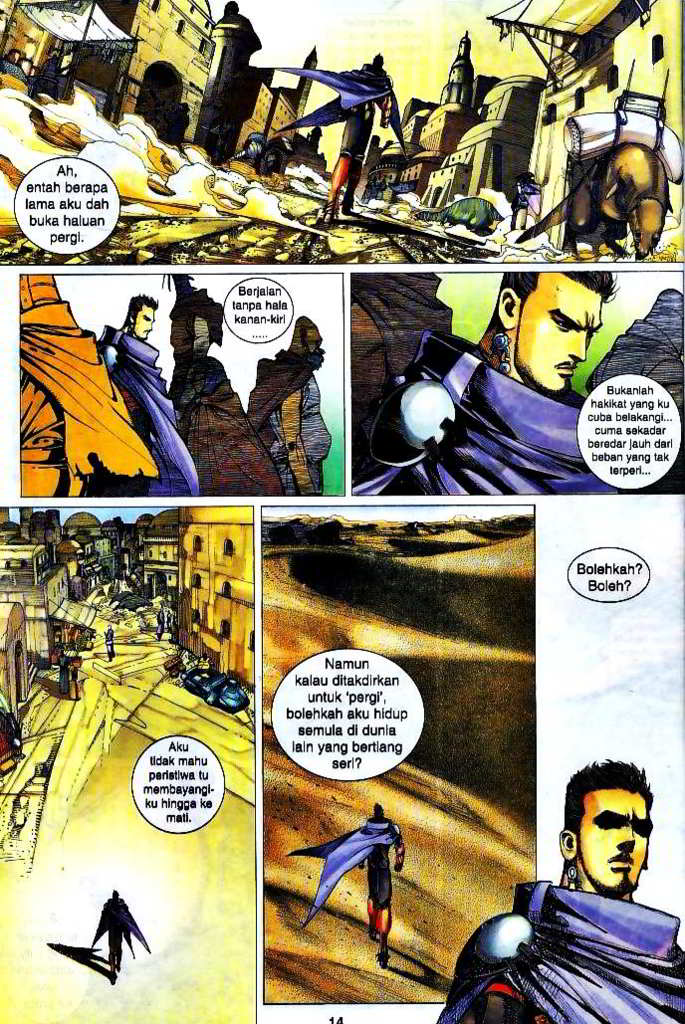 Ah,
entah berapa
lama aku dah
buka haluan
pergi.
Berjalan
tanpa hala
kanan-kiri
.....
Bukanlah
hakikat yang ku
cuba belakangi...
cuma sekadar
beredar jauh dari
beban yang tak
terperi...
Aku
tidak mahu
peristiwa tu
membayangi-
ku hingga ke
mati.
Namun
kalau ditakdirkan
untuk 'pergi',
bolehkah aku hidup
semula di dunia
lain yang bertiang
seri?
Bolehkah?
Boleh?
14